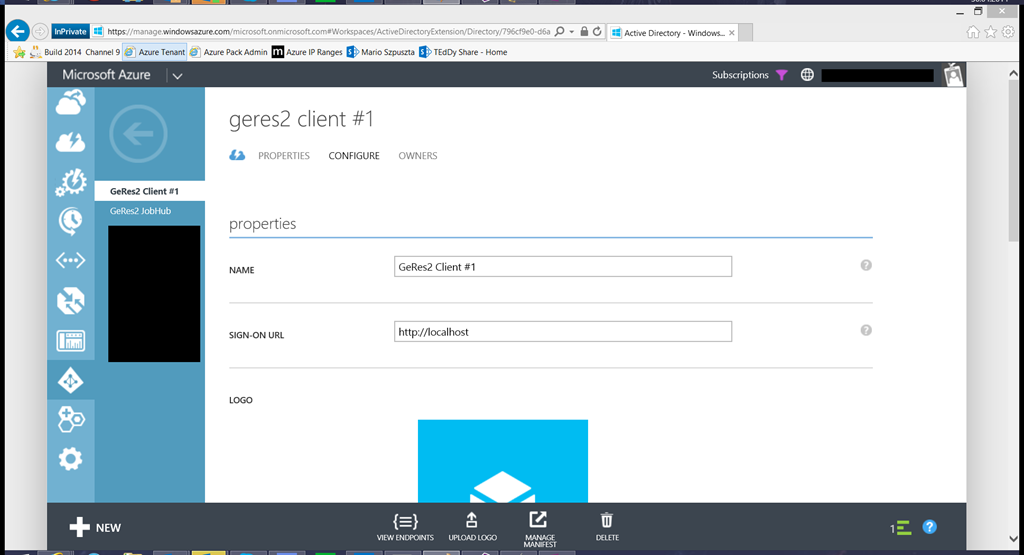 InPrivate
https://manage.windowsazure.com/microsoft.onmicrosoft.com#Workspaces/ActiveDirectoryExtension/Directory/796cf9e0-d6a
Active Directory - Windows...
Build 2014
Channel 9
Azure Tenant
Azure Pack Admin
m
Azure IP Ranges
Mario Szpuszta
TEdDy Share - Home
Microsoft Azure
Subscriptions
geres2 client #1
PROPERTIES
CONFIGURE
OWNERS
GeRes2 Client #1
GeRes2 JobHub
properties
NAME
GeRes2 Client #1
?
SIGN-ON URL
http://localhost
?
LOGO
NEW
VIEW ENDPOINTS
UPLOAD LOGO
MANAGE
MANIFEST
DELETE
1
?